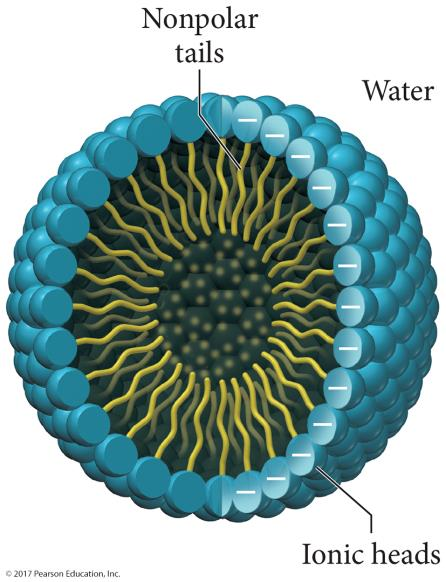 Nonpolar
tails
Water
Ionic heads
© 2017 Pearson Education, Inc.